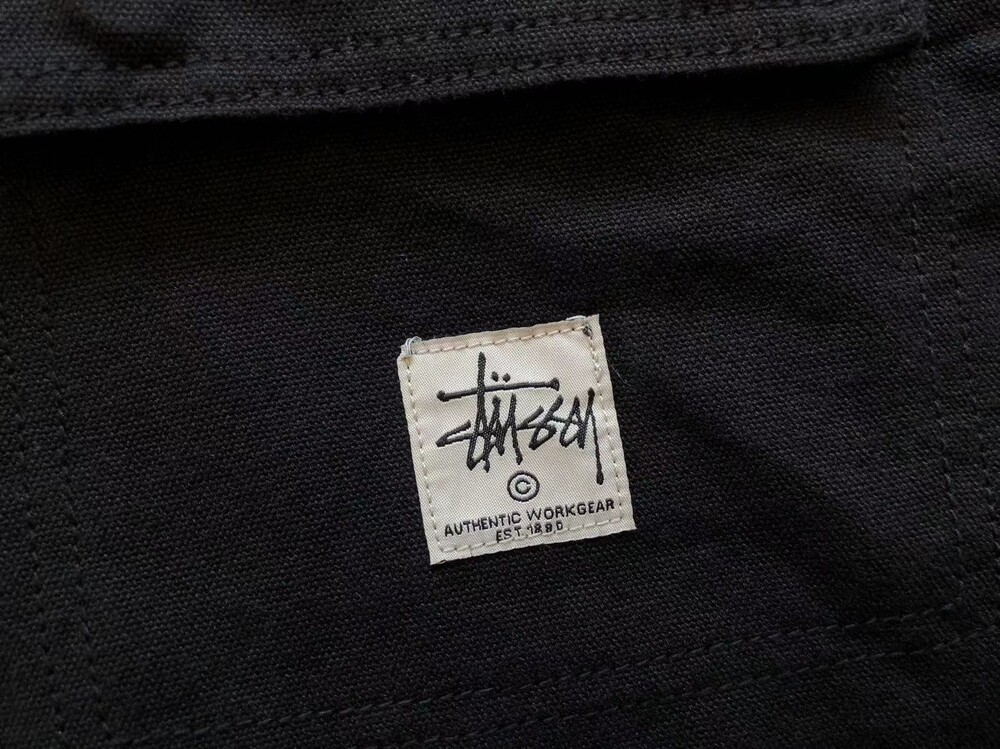 Stüssy
©
AUTHENTIC WORKGEAR
EST. 1980